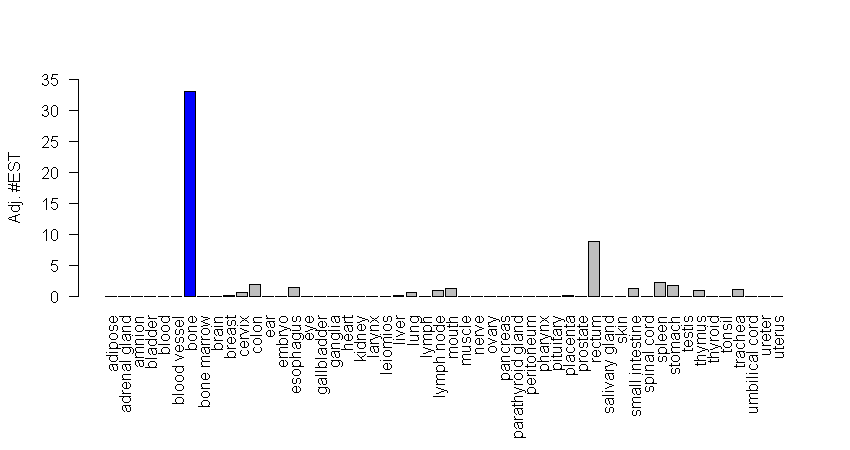 Adj. #EST
35
30
25
20
15
10
5
0
adipose
adrenal gland
amnion
bladder
blood
blood vessel
bone
bone marrow
brain
breast
cervix
colon
ear
embryo
esophagus
eye
gallbladder
ganglia
heart
kidney
larynx
leiomios
liver
lung
lymph
lymph node
mouth
muscle
nerve
ovary
pancreas
parathyroid gland
peritoneum
pharynx
pituitary
placenta
prostate
rectum
salivary gland
skin
small intestine
spinal cord
spleen
stomach
testis
thymus
thyroid
tonsil
trachea
umbilical cord
ureter
uterus